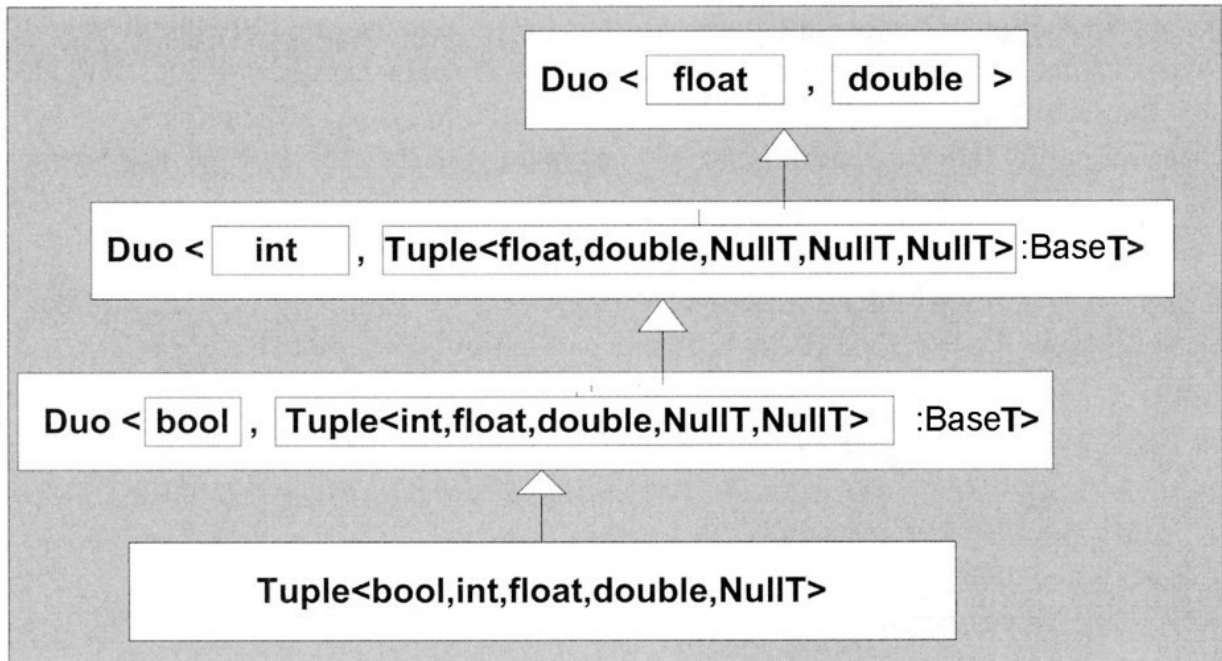 Duo < float , double >
Duo < int , Tuple<float,double,NullT,NullT,NullT> :BaseT>
Duo < bool , Tuple<int,float,double,NullT,NullT> :BaseT>
Tuple<bool,int,float,double,NullT>